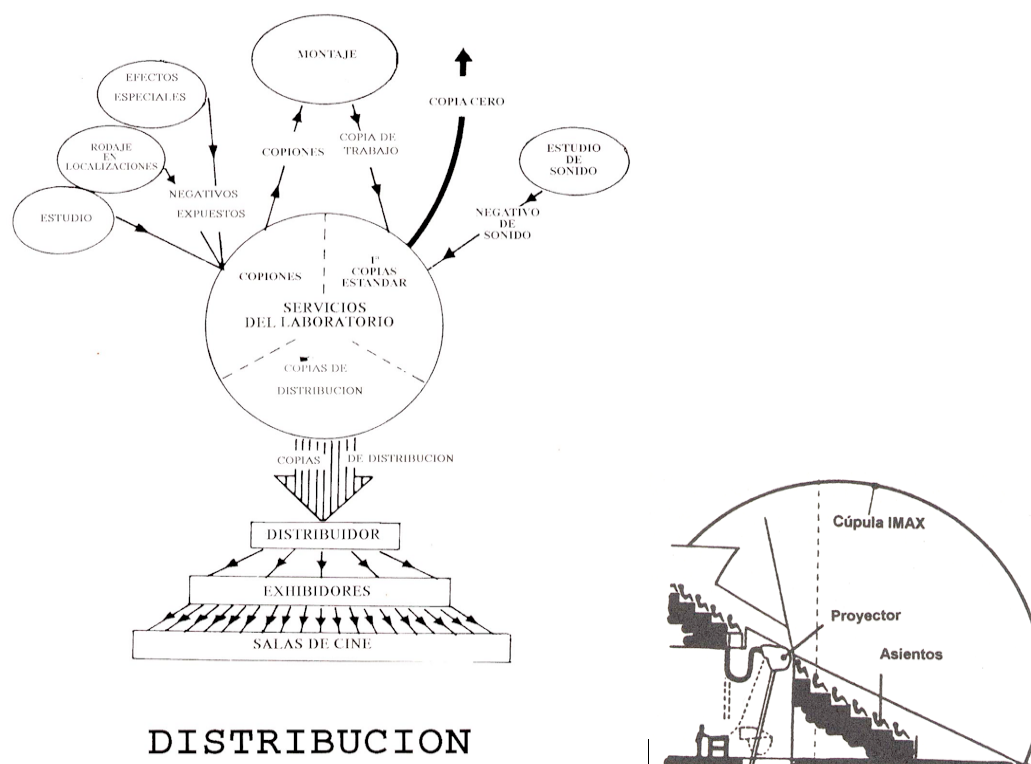 MONTAJE
EFECTOS
ESPECIALES
COPIA CERO
RODAJE
EN
LOCALIZACIONES
COPIONES
COPIA DE
TRABAJO
ESTUDIO
DE
SONIDO
NEGATIVOS
EXPUESTOS
ESTUDIO
NEGATIVO
DE
SONIDO
COPIONES
1ª
COPIAS
ESTANDAR
SERVICIOS
DEL LABORATORIO
COPIAS DE
DISTRIBUCION
COPIAS DE DISTRIBUCION
DISTRIBUIDOR
EXHIBIDORES
SALAS DE CINE
DISTRIBUCION
Cúpula IMAX
Proyector
Asientos